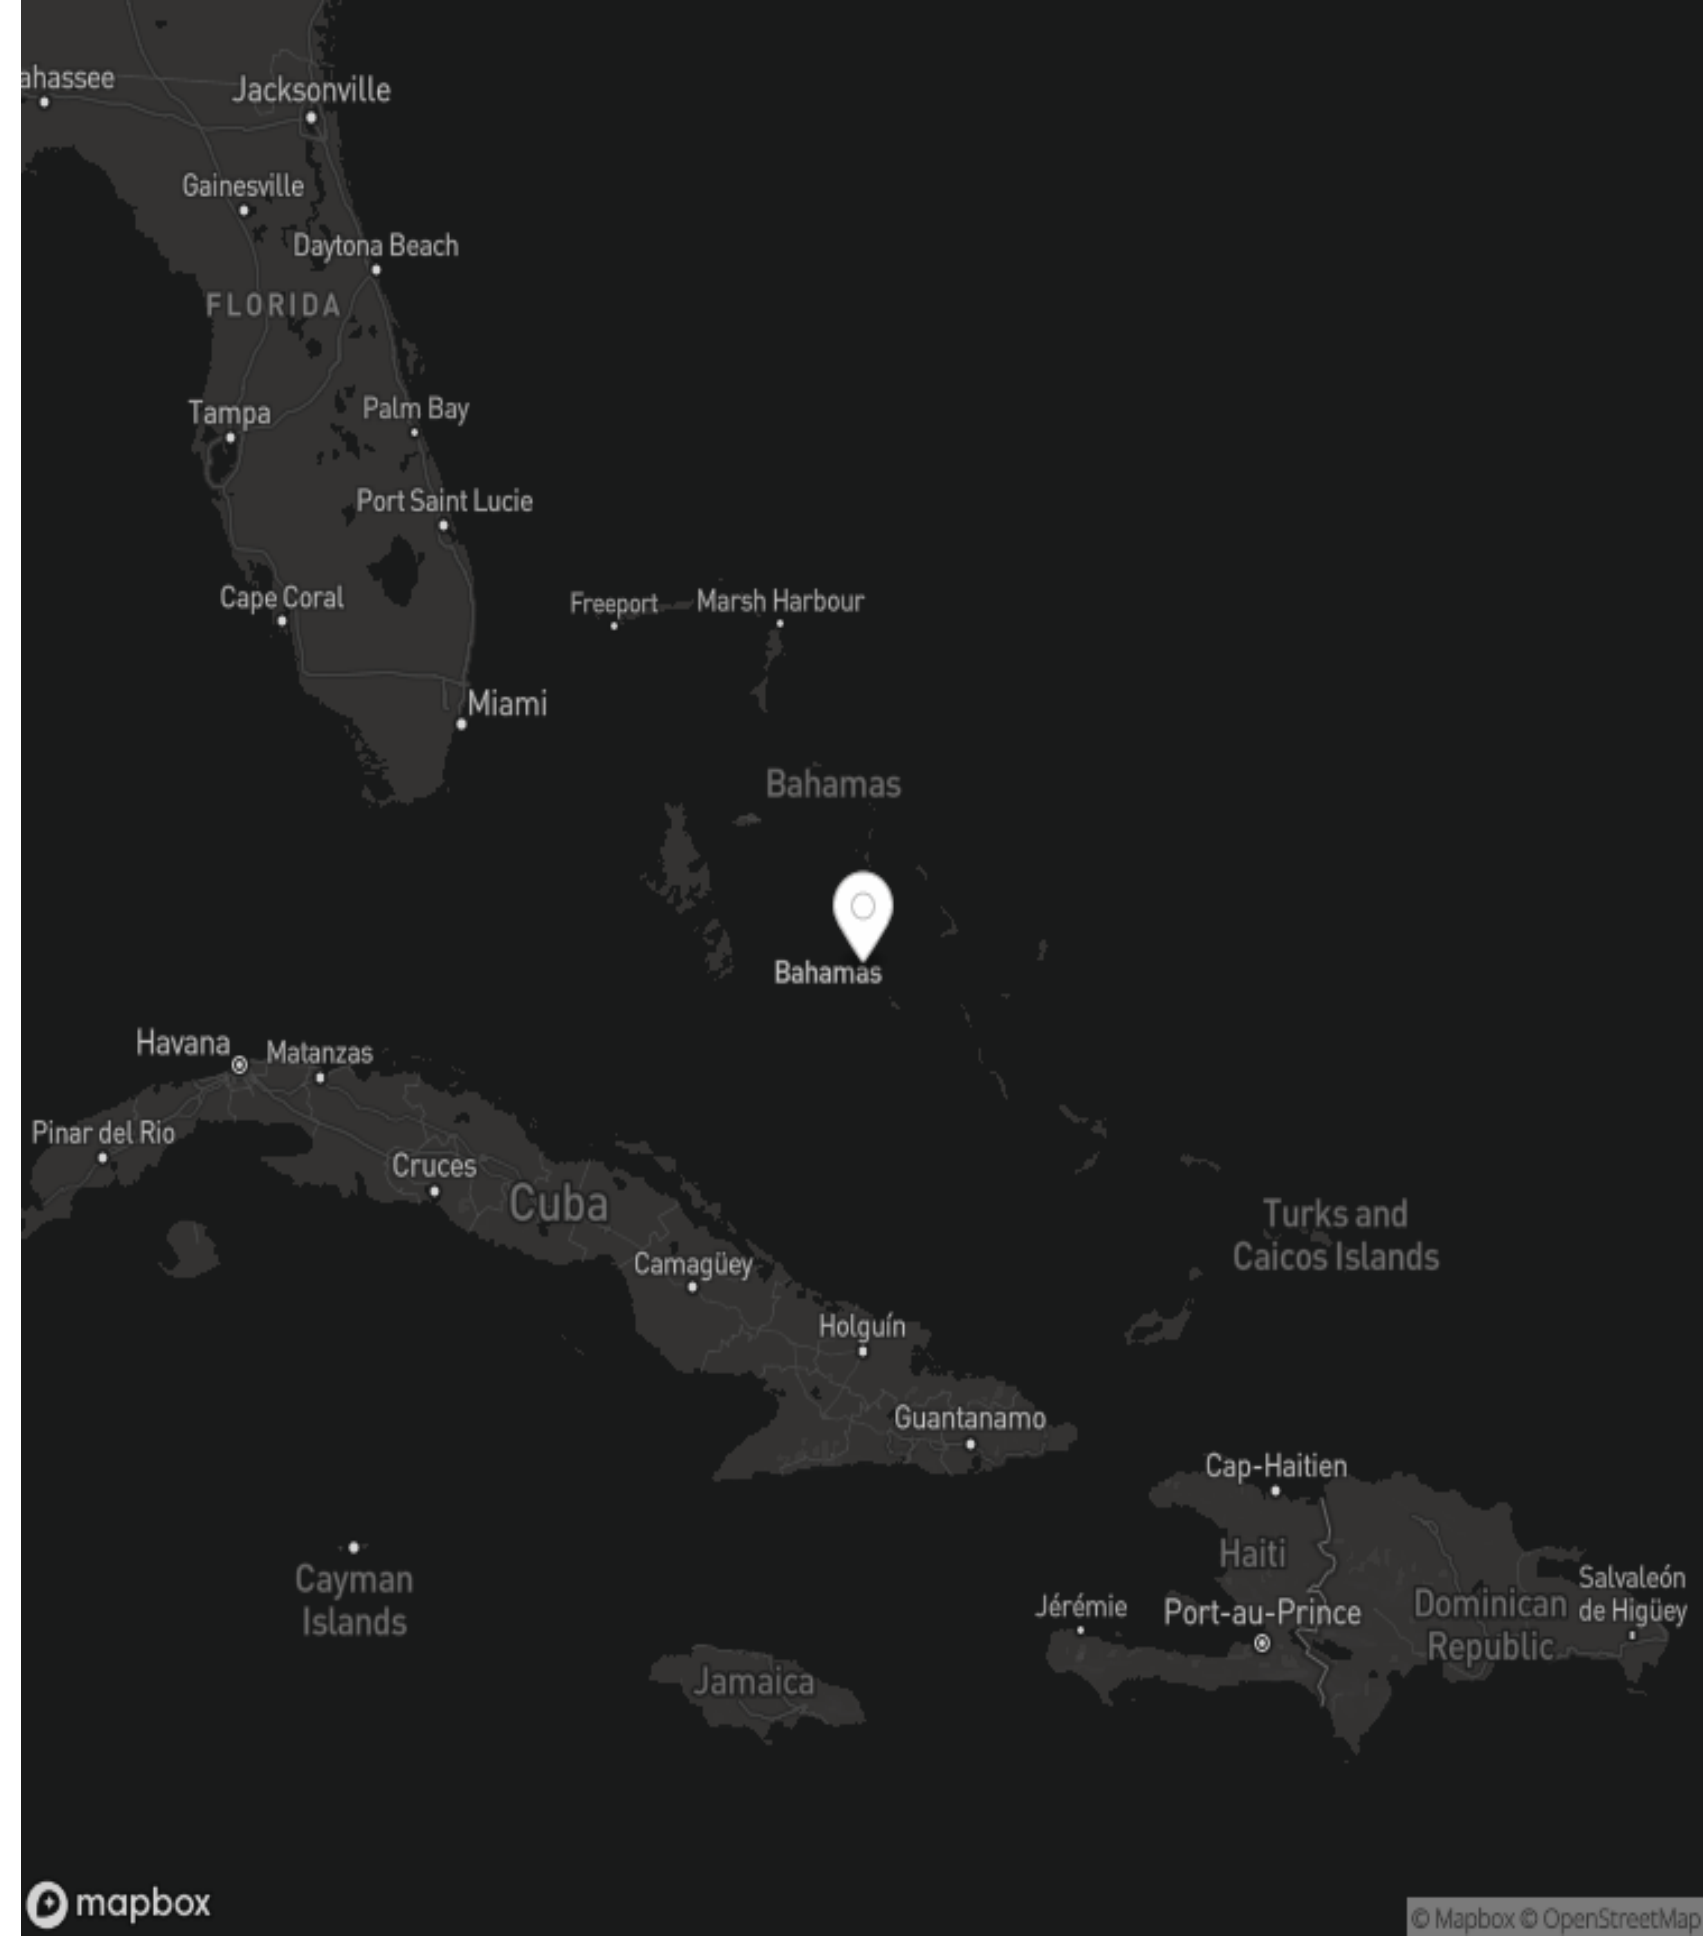 ahassee
Jacksonville
Gainesville
Daytona Beach
FLORIDA
Tampa
Palm Bay
Port Saint Lucie
Cape Coral
Freeport
Marsh Harbour
Miami
Bahamas
Bahamas
Havana
Matanzas
Pinar del Rio
Cruces
Cuba
Turks and
Caicos Islands
Camagüey
Holguín
Guantanamo
Cap-Haitien
Haiti
Cayman
Islands
Jérémie
Port-au-Prince
Dominican
Republic
Salvaleón
de Higüey
Jamaica
mapbox
© Mapbox © OpenStreetMap